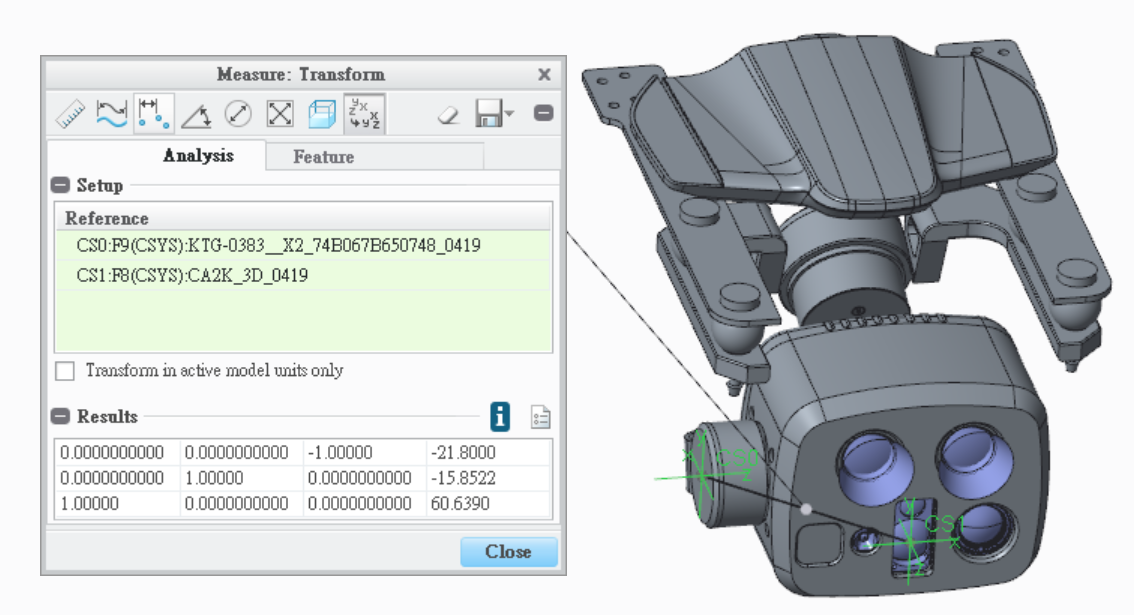 Measure: Transform
Analysis Feature
Setup
Reference
CS0:F9(CSYS):KTG-0383__X2_74B067B650748_0419
CS1:F8(CSYS):CA2K_3D_0419
Transform in active model units only
Results
0.0000000000 0.0000000000 -1.00000 -21.8000
0.0000000000 1.00000 0.0000000000 -15.8522
1.00000 0.0000000000 0.0000000000 60.6390
Close
Y
X CS0
Z
Y
CS1
X
Z